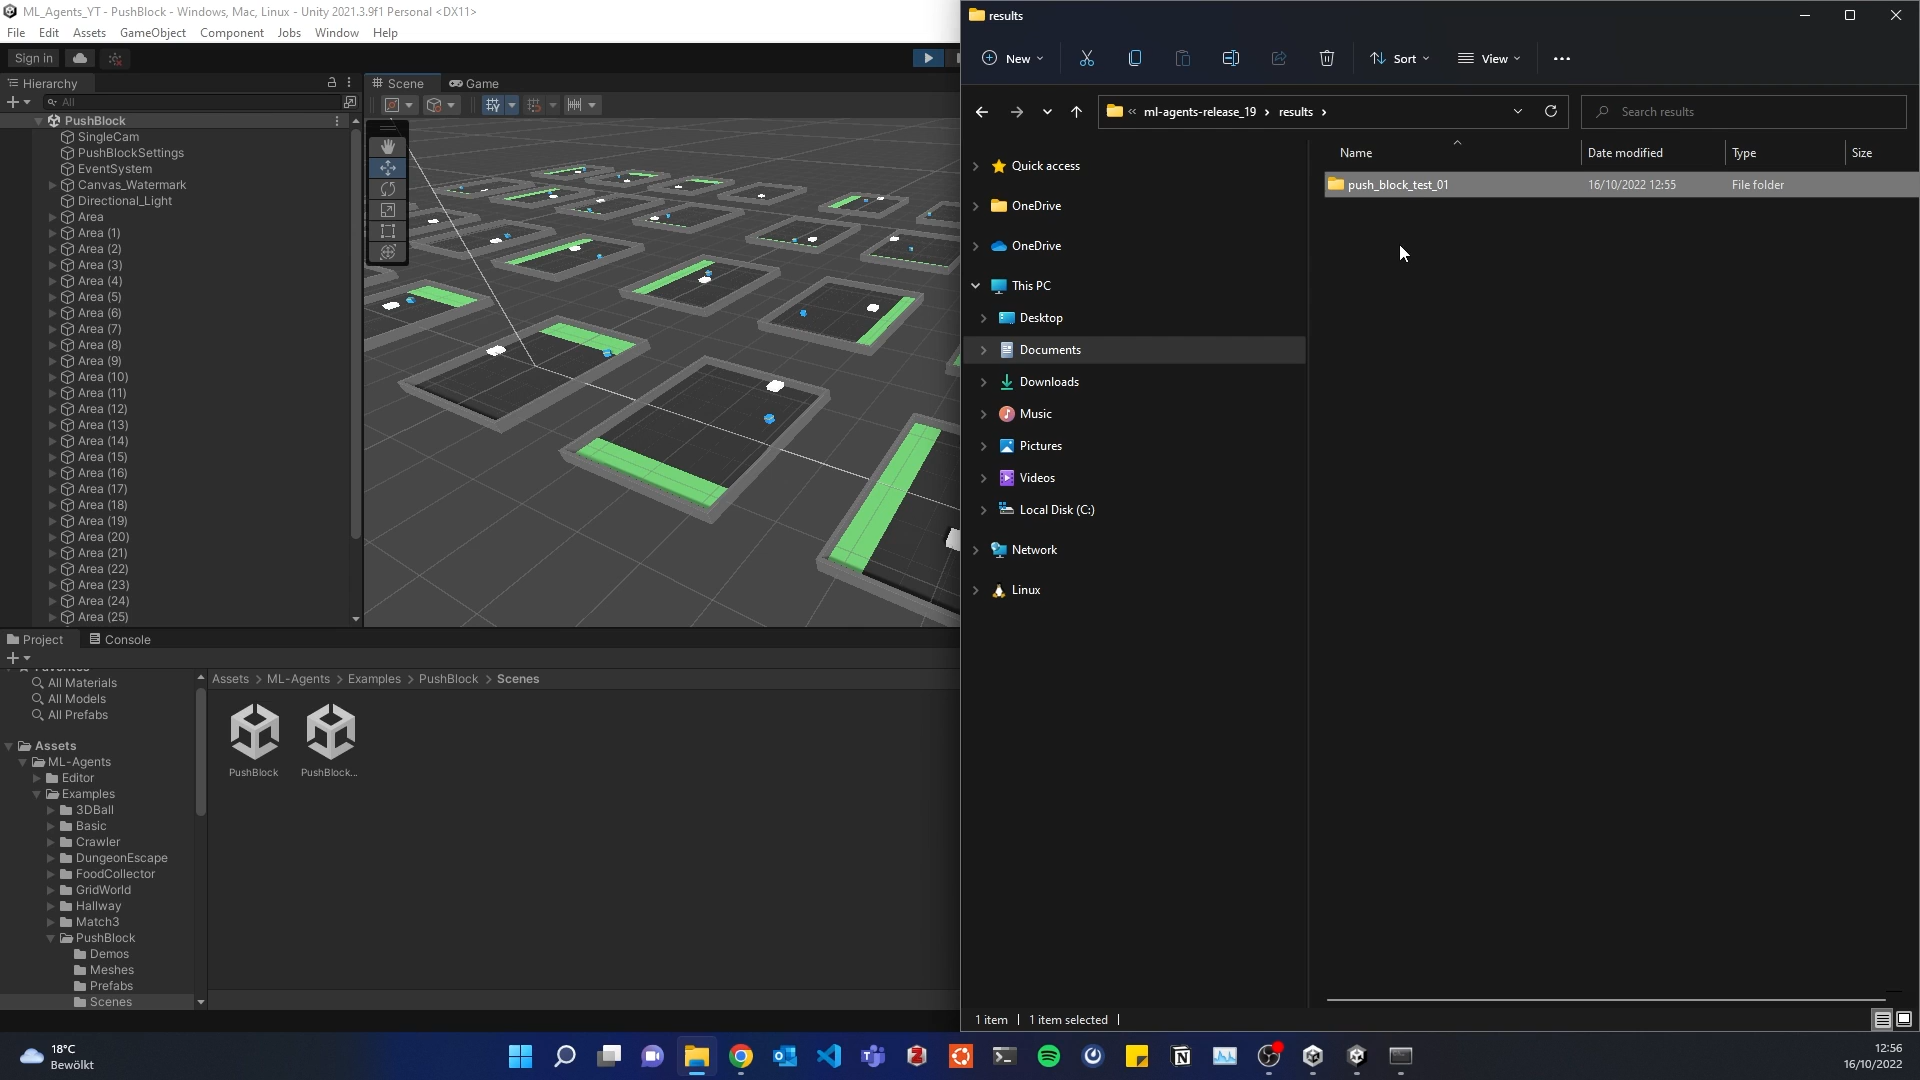 ML_Agents_YT - PushBlock - Windows, Mac, Linux - Unity 2021.3.9f1 Personal <DX11>
File Edit Assets GameObject Component Jobs Window Help
Sign in
Hierarchy
All
PushBlock
SingleCam
PushBlockSettings
EventSystem
Canvas_Watermark
Directional_Light
Area
Area (1)
Area (2)
Area (3)
Area (4)
Area (5)
Area (6)
Area (7)
Area (8)
Area (9)
Area (10)
Area (11)
Area (12)
Area (13)
Area (14)
Area (15)
Area (16)
Area (17)
Area (18)
Area (19)
Area (20)
Area (21)
Area (22)
Area (23)
Area (24)
Area (25)
Scene Game
Project Console
All Materials
All Models
All Prefabs
Assets
ML-Agents
Editor
Examples
3DBall
Basic
Crawler
DungeonEscape
FoodCollector
GridWorld
Hallway
Match3
PushBlock
Demos
Meshes
Prefabs
Scenes
Assets > ML-Agents > Examples > PushBlock > Scenes
PushBlock PushBlock...
results
New Sort View
« ml-agents-release_19 > results >
Search results
Name Date modified Type Size
push_block_test_01 16/10/2022 12:55 File folder
Quick access
OneDrive
OneDrive
This PC
Desktop
Documents
Downloads
Music
Pictures
Videos
Local Disk (C:)
Network
Linux
1 item 1 item selected
18°C
Bewölkt
12:56
16/10/2022